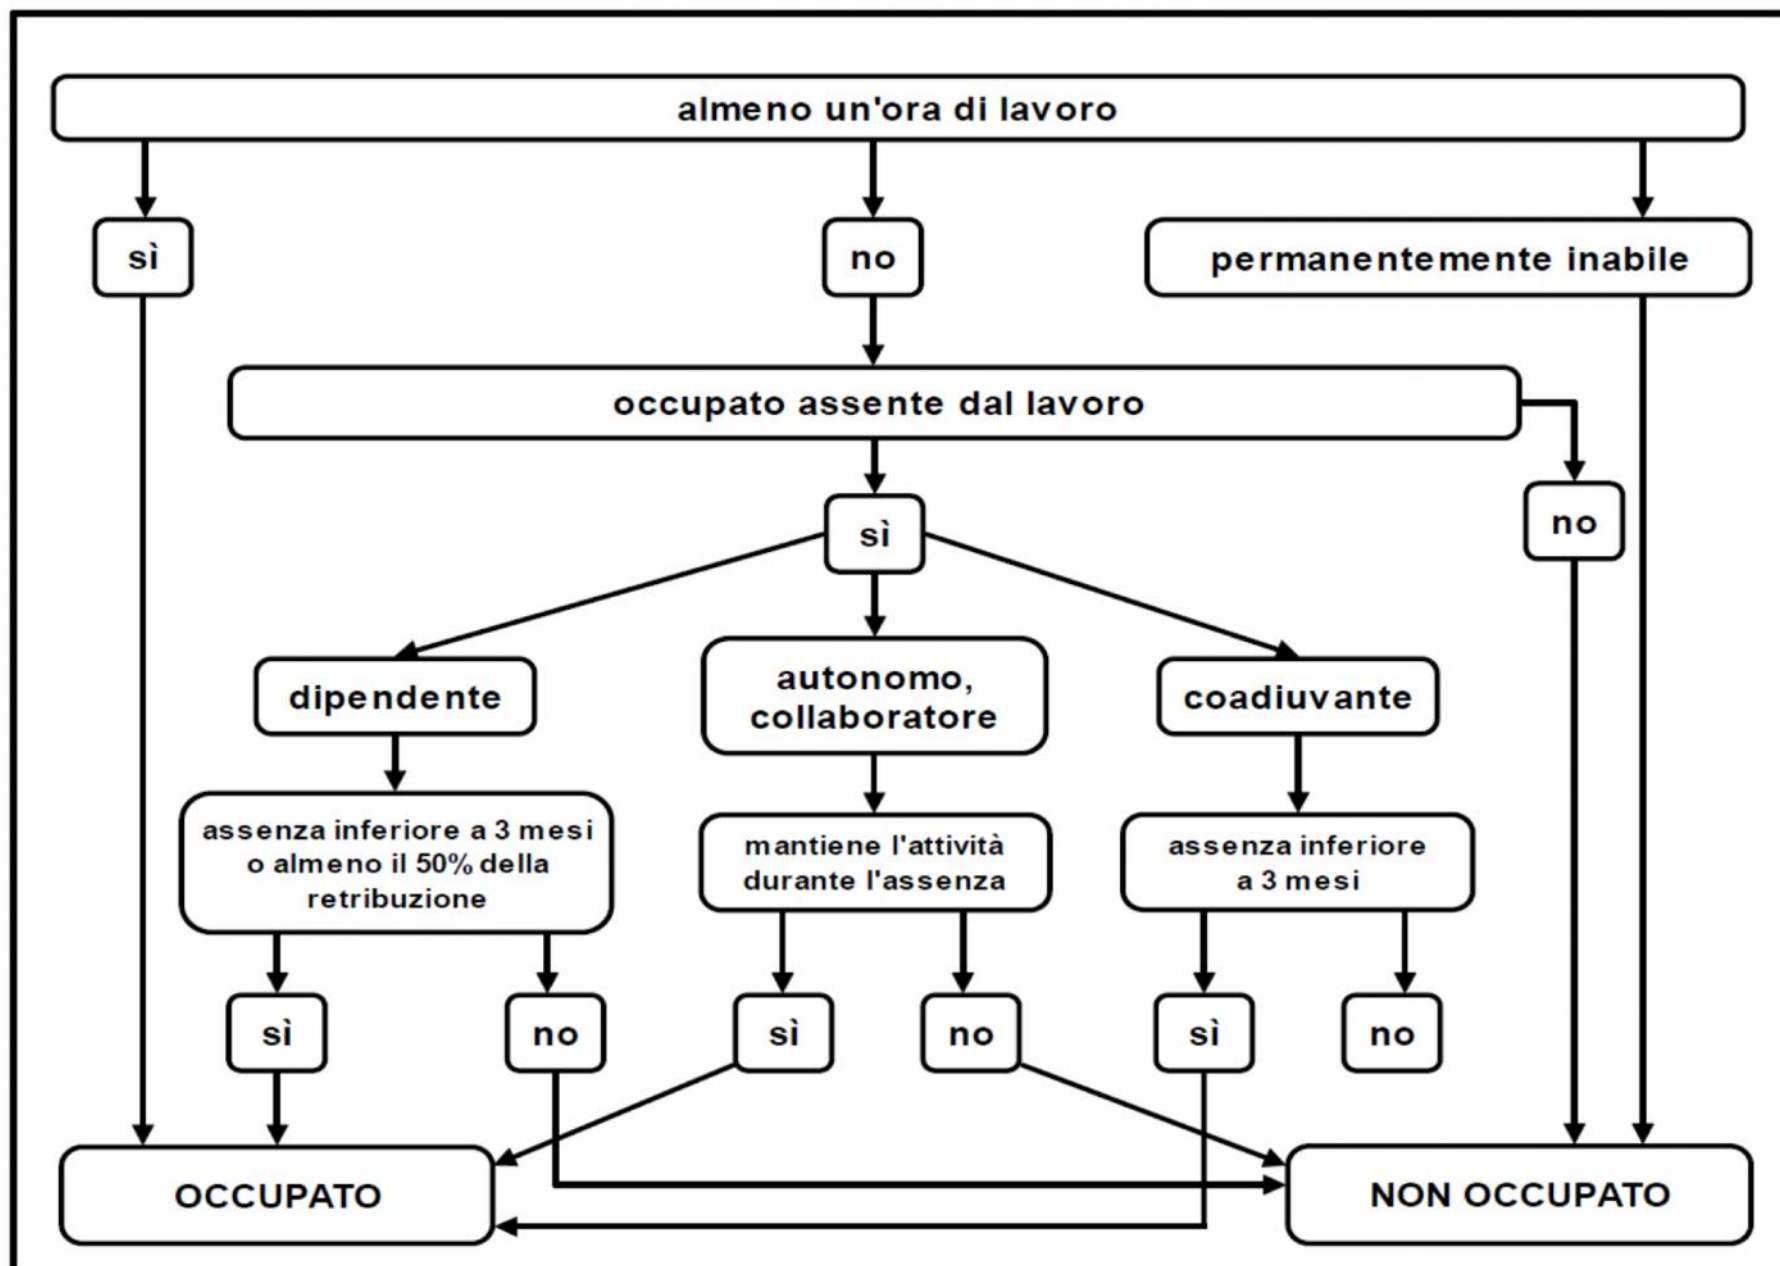 almeno un'ora di lavoro
sì
no
permanentemente inabile
occupato assente dal lavoro
sì
no
dipendente
autonomo,
collaboratore
coadiuvante
assenza inferiore a 3 mesi
o almeno il 50% della
retribuzione
mantiene l'attività
durante l'assenza
assenza inferiore
a 3 mesi
sì
no
sì
no
sì
no
OCCUPATO
NON OCCUPATO